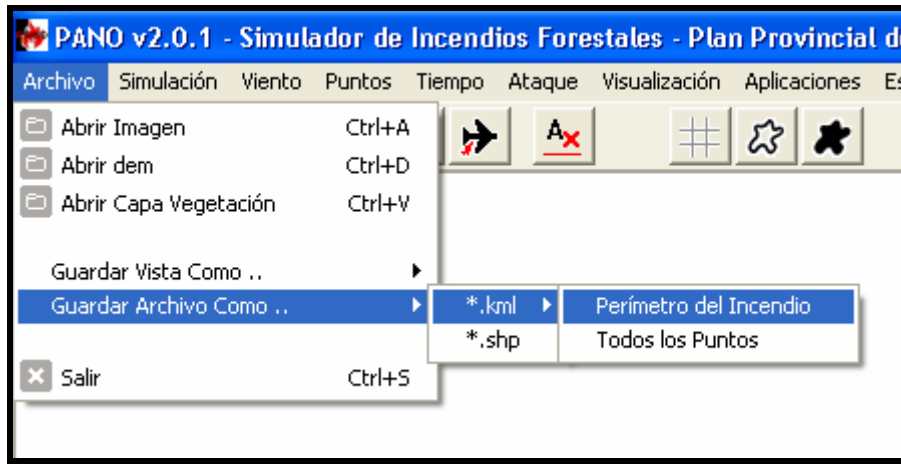 PANO v2.0.1 - Simulador de Incendios Forestales - Plan Provincial d
Archivo Simulación Viento Puntos Tiempo Ataque Visualización Aplicaciones Es
Abrir Imagen Ctrl+A
Abrir dem Ctrl+D
Abrir Capa Vegetación Ctrl+V
Guardar Vista Como ..
Guardar Archivo Como .. *.kml Perímetro del Incendio
*.shp Todos los Puntos
Salir Ctrl+S